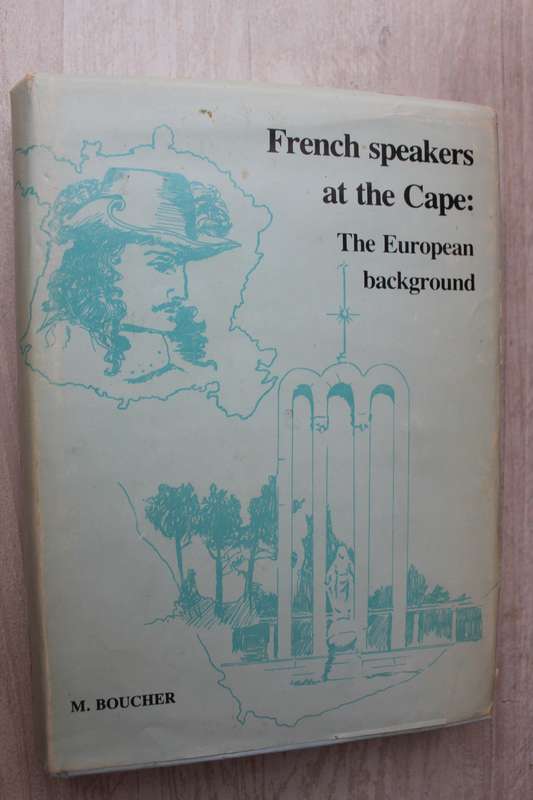 French speakers
at the Cape:
The European
background
M. BOUCHER